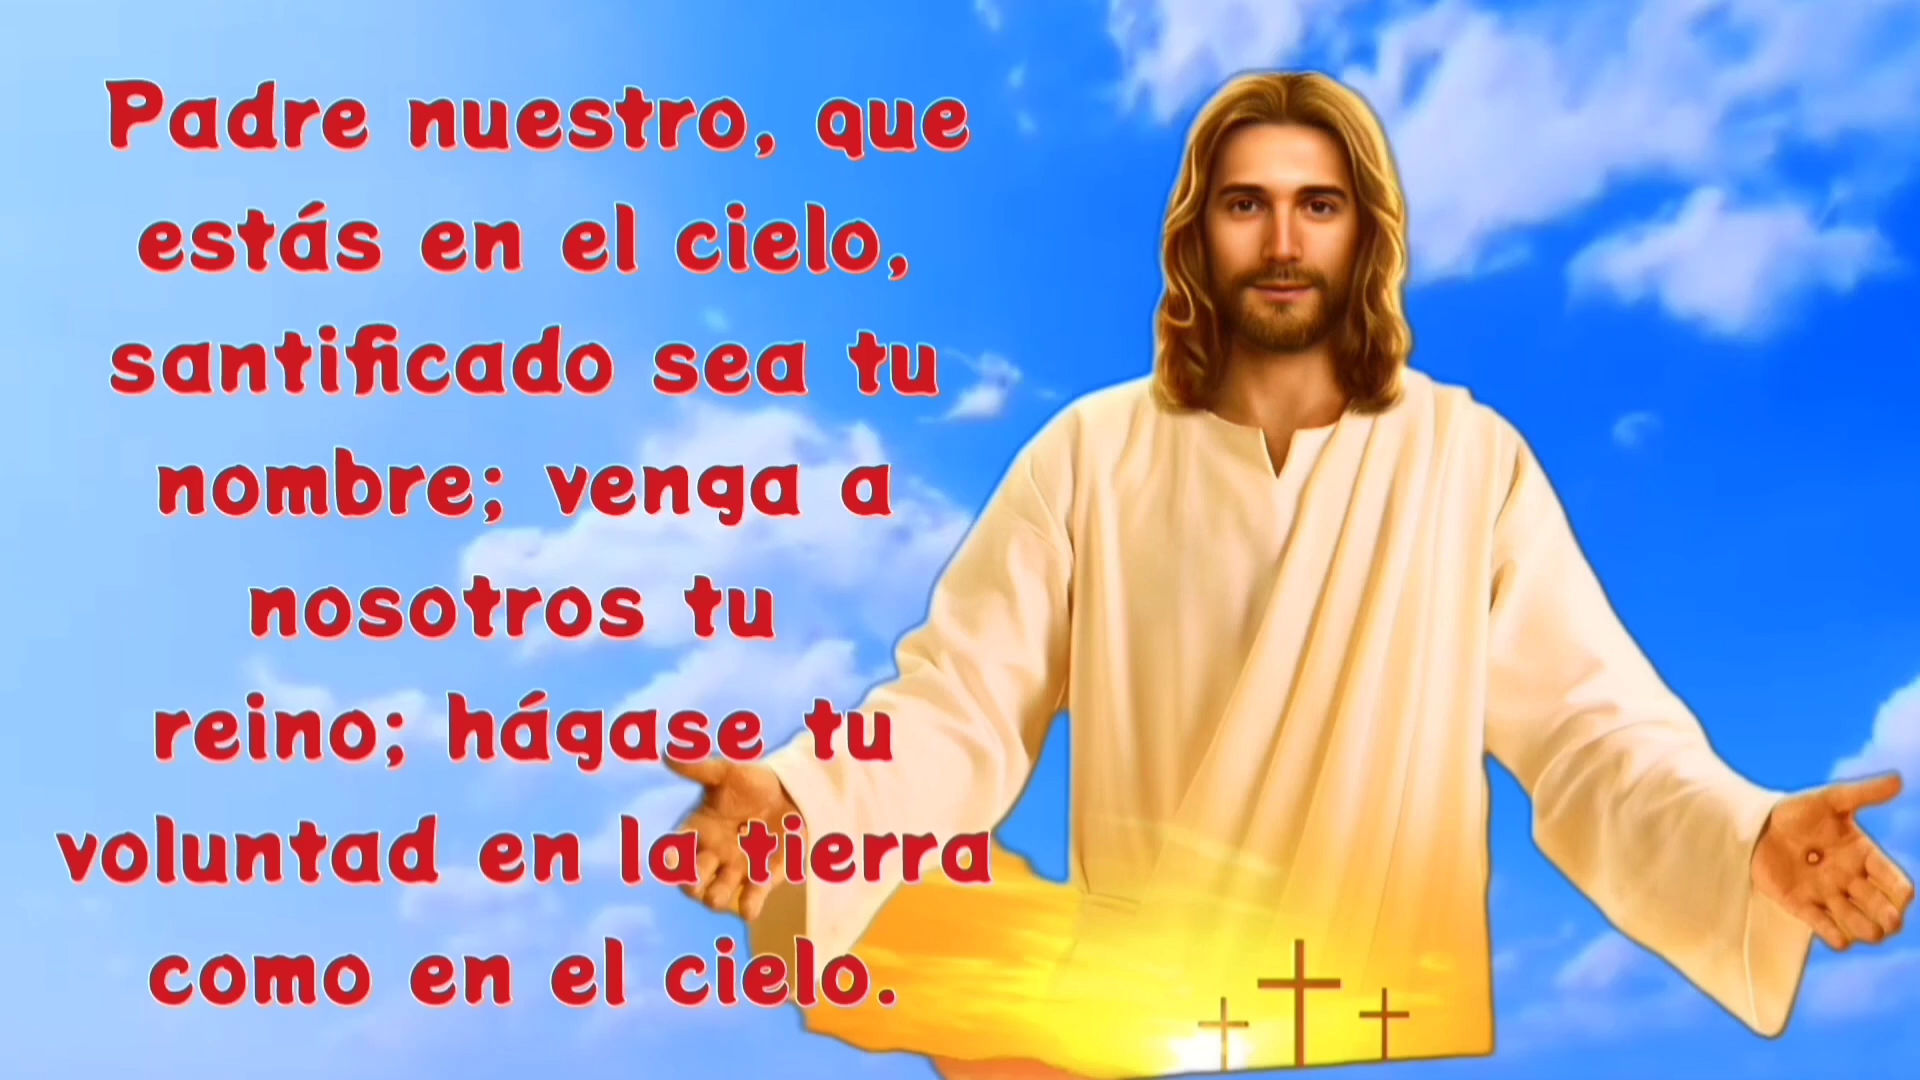 Padre nuestro, que
estás en el cielo,
santificado sea tu
nombre; venga a
nosotros tu
reino; hágase tu
voluntad en la tierra
como en el cielo.